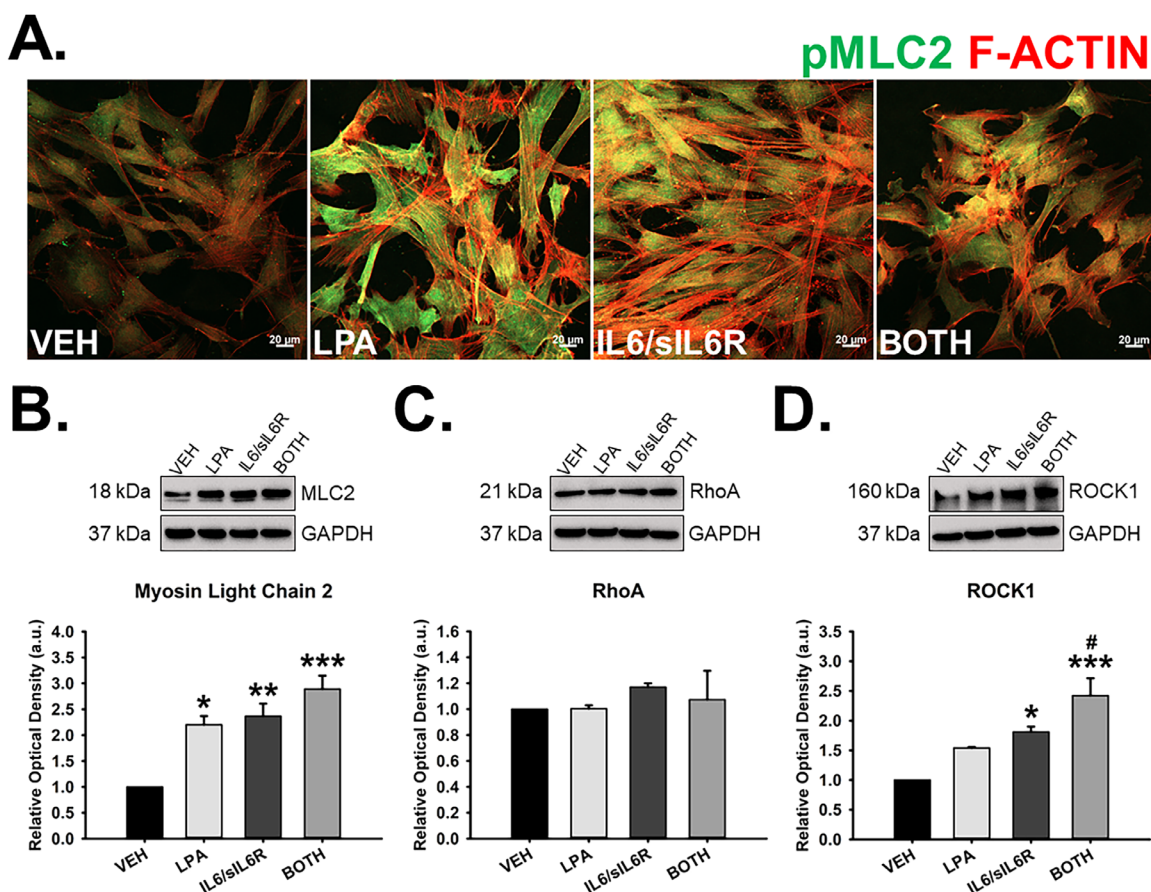 A.
pMLC2 F-ACTIN
VEH
20 µm
LPA
20 µm
IL6/sIL6R
20 µm
BOTH
20 µm
B.
VEH LPA IL6/sIL6R BOTH
18 kDa MLC2
37 kDa GAPDH
Myosin Light Chain 2
Relative Optical Density (a.u.)
4.0
3.5
3.0
2.5
2.0
1.5
1.0
0.5
0.0
* ** ***
VEH LPA IL6/sIL6R BOTH
C.
VEH LPA IL6/sIL6R BOTH
21 kDa RhoA
37 kDa GAPDH
RhoA
Relative Optical Density (a.u.)
1.6
1.4
1.2
1.0
0.8
0.6
0.4
0.2
0.0
VEH LPA IL6/sIL6R BOTH
D.
VEH LPA IL6/sIL6R BOTH
160 kDa ROCK1
37 kDa GAPDH
ROCK1
Relative Optical Density (a.u.)
3.5
3.0
2.5
2.0
1.5
1.0
0.5
0.0
#
* ***
VEH LPA IL6/sIL6R BOTH